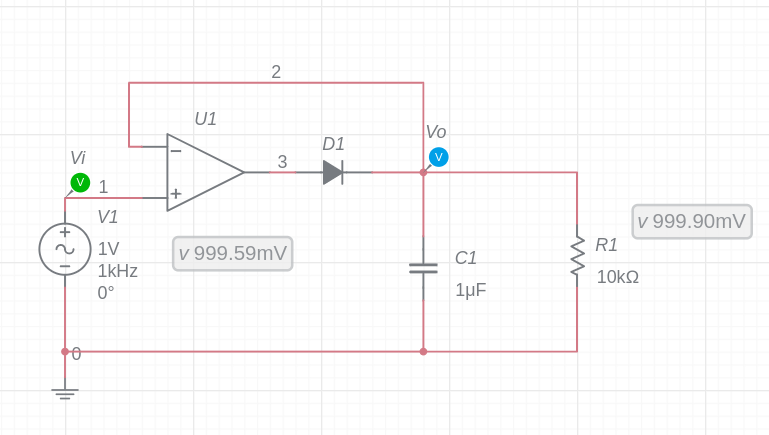 2
U1
D1
Vo
V
3
Vi
V
1
V1
1V
1kHz
0°
v 999.59mV
C1
1μF
R1
10kΩ
v 999.90mV
0